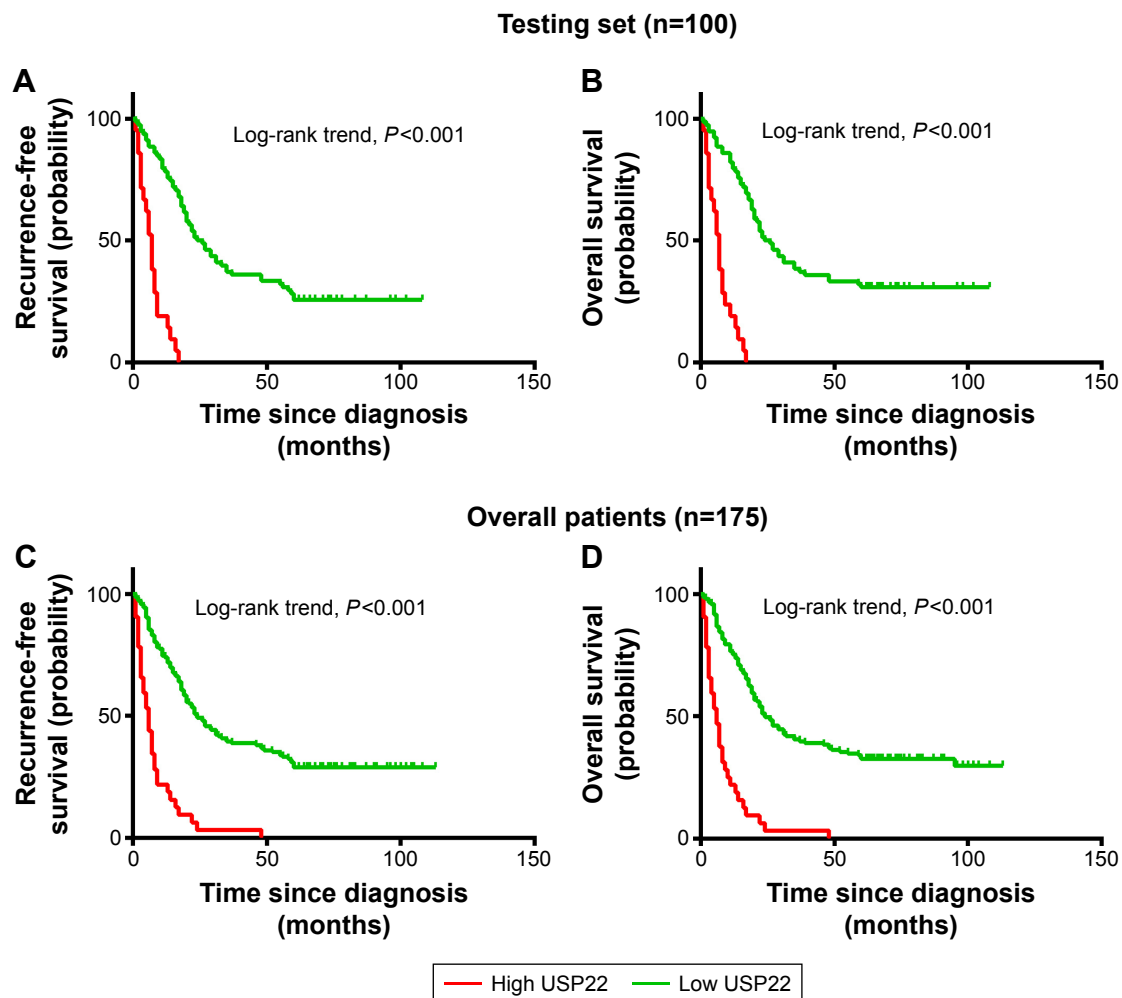 Testing set (n=100)
A
B
Recurrence-free
survival (probability)
100
50
0
Log-rank trend, P<0.001
0 50 100 150
Time since diagnosis
(months)
Overall survival
(probability)
100
50
0
Log-rank trend, P<0.001
0 50 100 150
Time since diagnosis
(months)
Overall patients (n=175)
C
D
Recurrence-free
survival (probability)
100
50
0
Log-rank trend, P<0.001
0 50 100 150
Time since diagnosis
(months)
Overall survival
(probability)
100
50
0
Log-rank trend, P<0.001
0 50 100 150
Time since diagnosis
(months)
High USP22 Low USP22